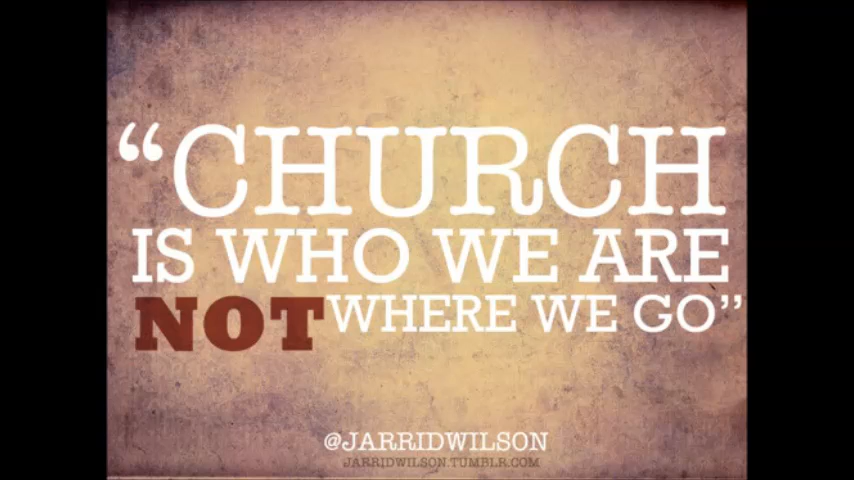 “CHURCH
IS WHO WE ARE
NOT WHERE WE GO”
@JARRIDWILSON
JARRIDWILSON.TUMBLR.COM